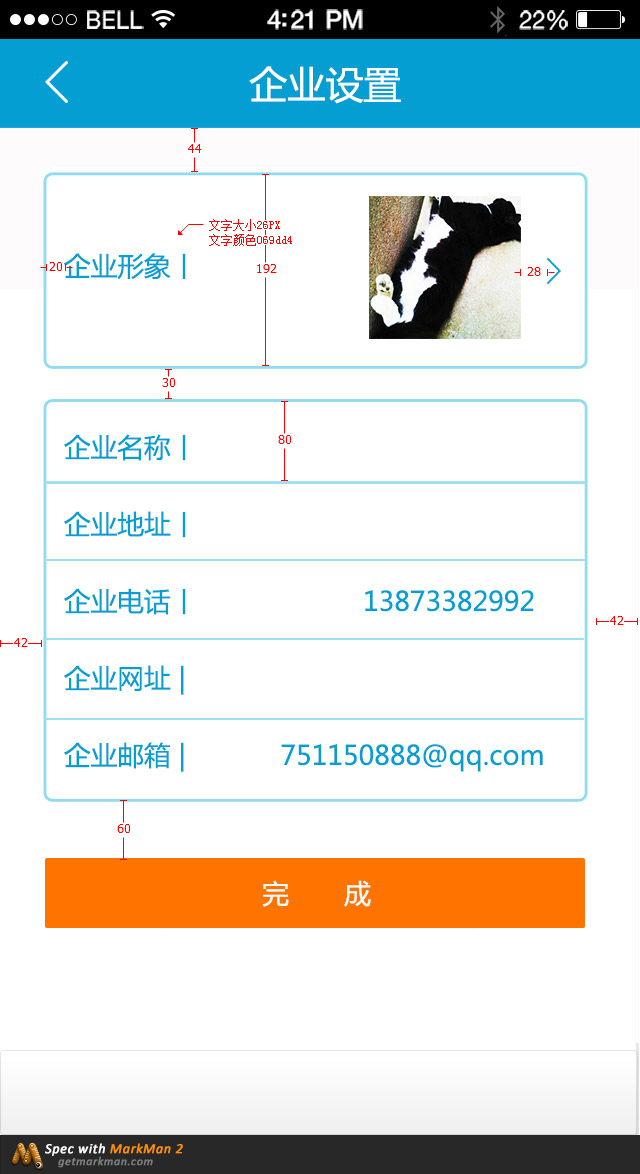 BELL 4:21 PM 22%
企业设置
44
文字大小26PX
文字颜色069dd4
20 企业形象 | 192 28
30
企业名称 | 80
企业地址 |
企业电话 | 13873382992
42 42
企业网址 |
企业邮箱 | 751150888@qq.com
60
完 成
Spec with MarkMan 2
getmarkman.com